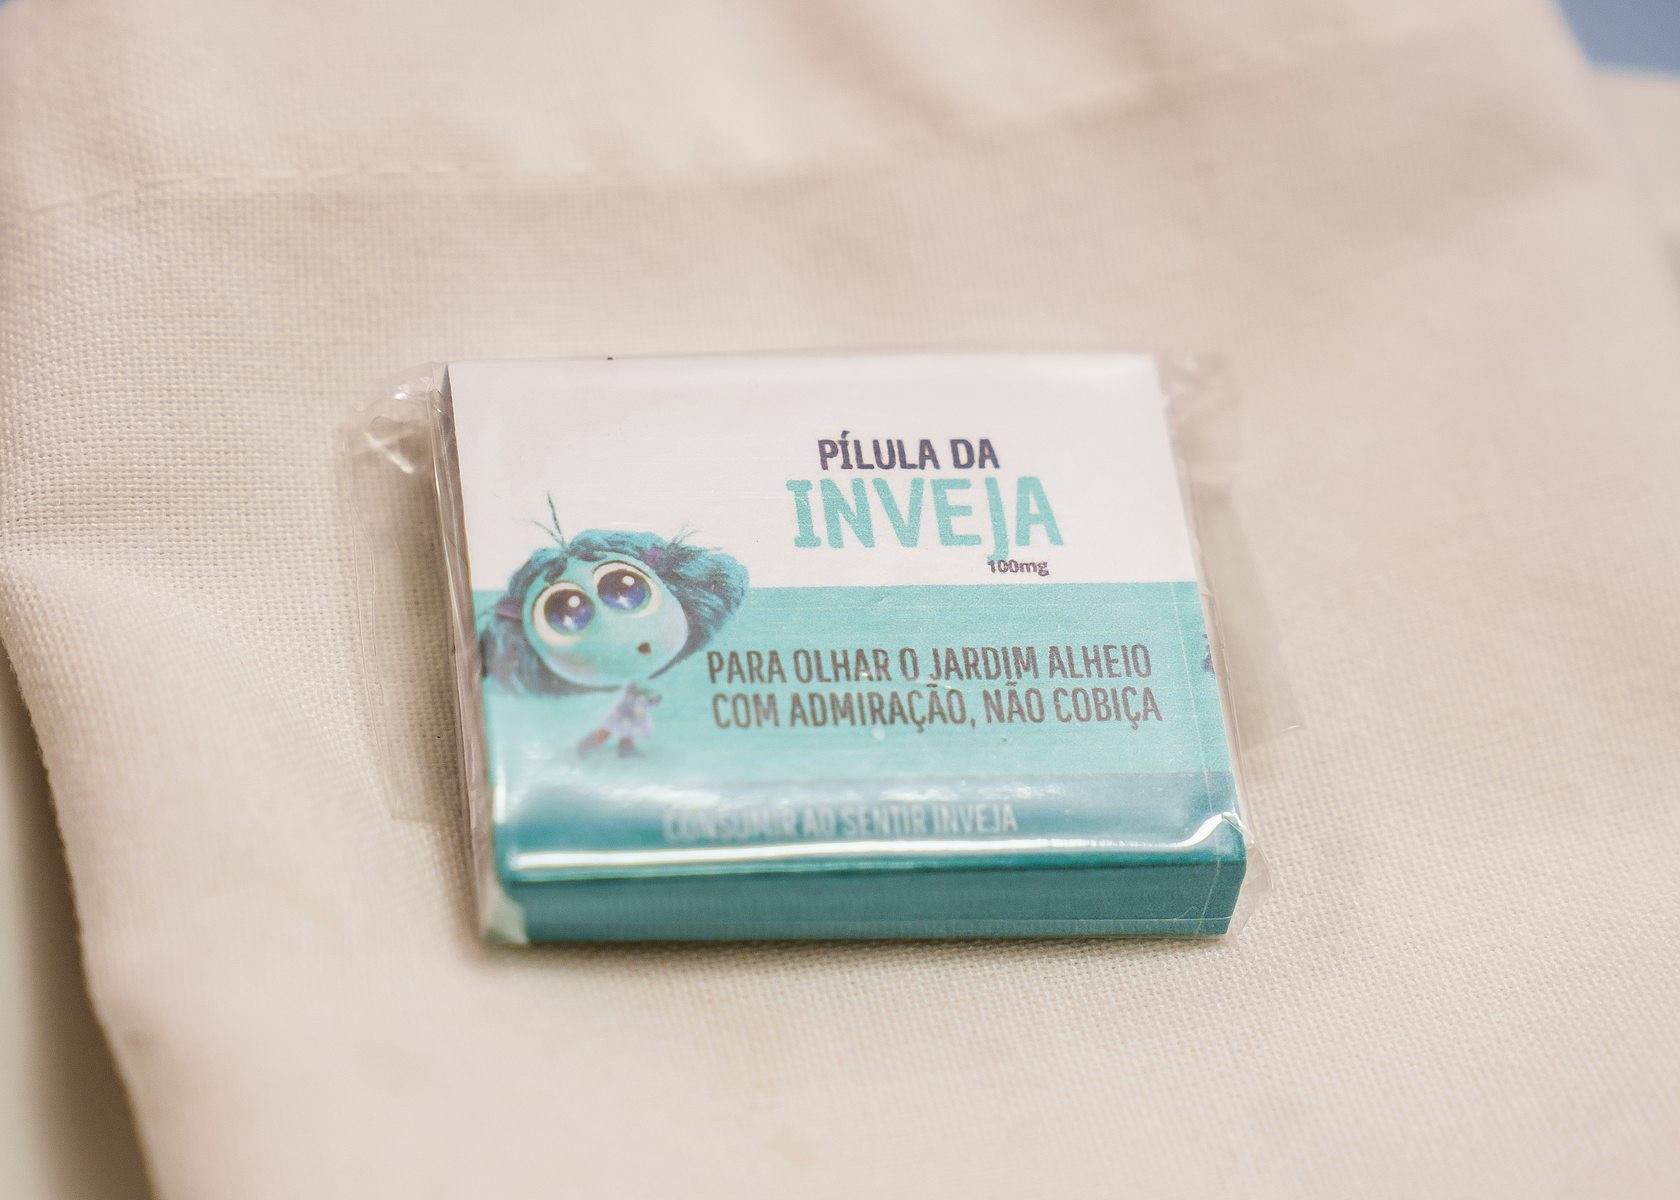 PÍLULA DA
INVEJA
100mg
PARA OLHAR O JARDIM ALHEIO
COM ADMIRAÇÃO, NÃO COBIÇA
CONSUMIR AO SENTIR INVEJA